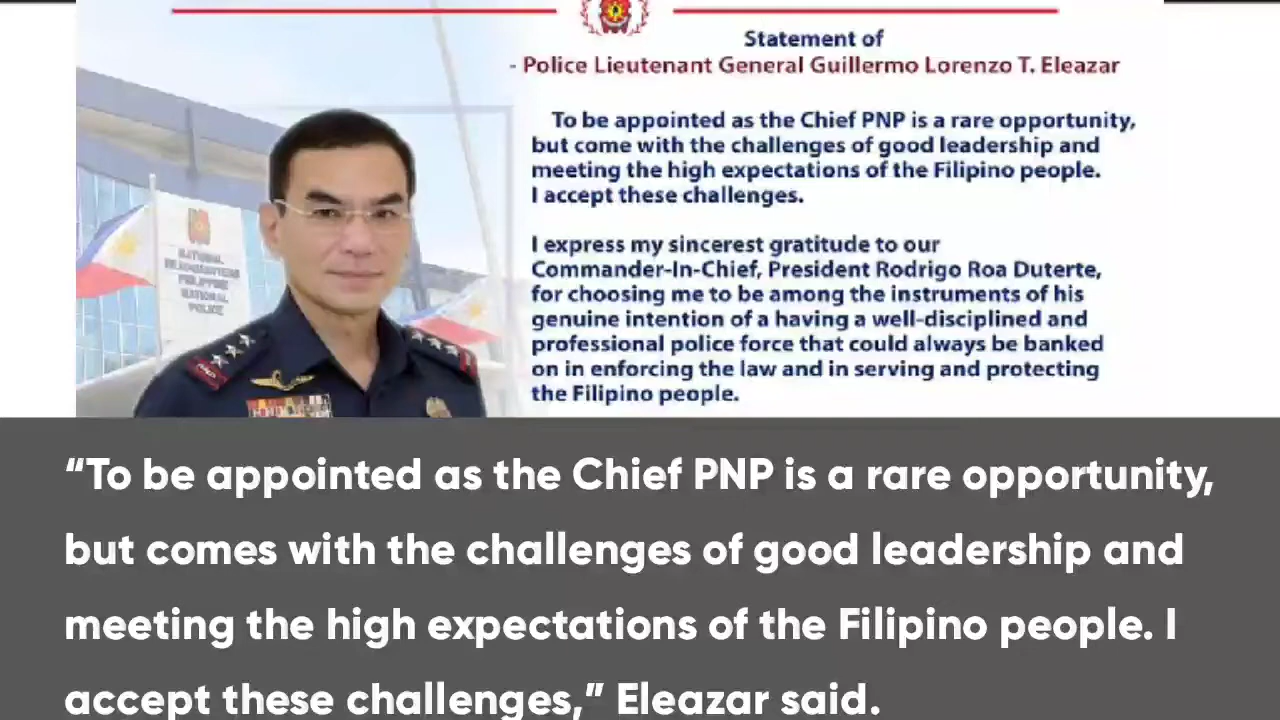 Statement of
- Police Lieutenant General Guillermo Lorenzo T. Eleazar
To be appointed as the Chief PNP is a rare opportunity,
but come with the challenges of good leadership and
meeting the high expectations of the Filipino people.
I accept these challenges.
I express my sincerest gratitude to our
Commander-In-Chief, President Rodrigo Roa Duterte,
for choosing me to be among the instruments of his
genuine intention of a having a well-disciplined and
professional police force that could always be banked
on in enforcing the law and in serving and protecting
the Filipino people.
NATIONAL
HEADQUARTERS
PHILIPPINE
NATIONAL
POLICE
“To be appointed as the Chief PNP is a rare opportunity,
but comes with the challenges of good leadership and
meeting the high expectations of the Filipino people. I
accept these challenges,” Eleazar said.